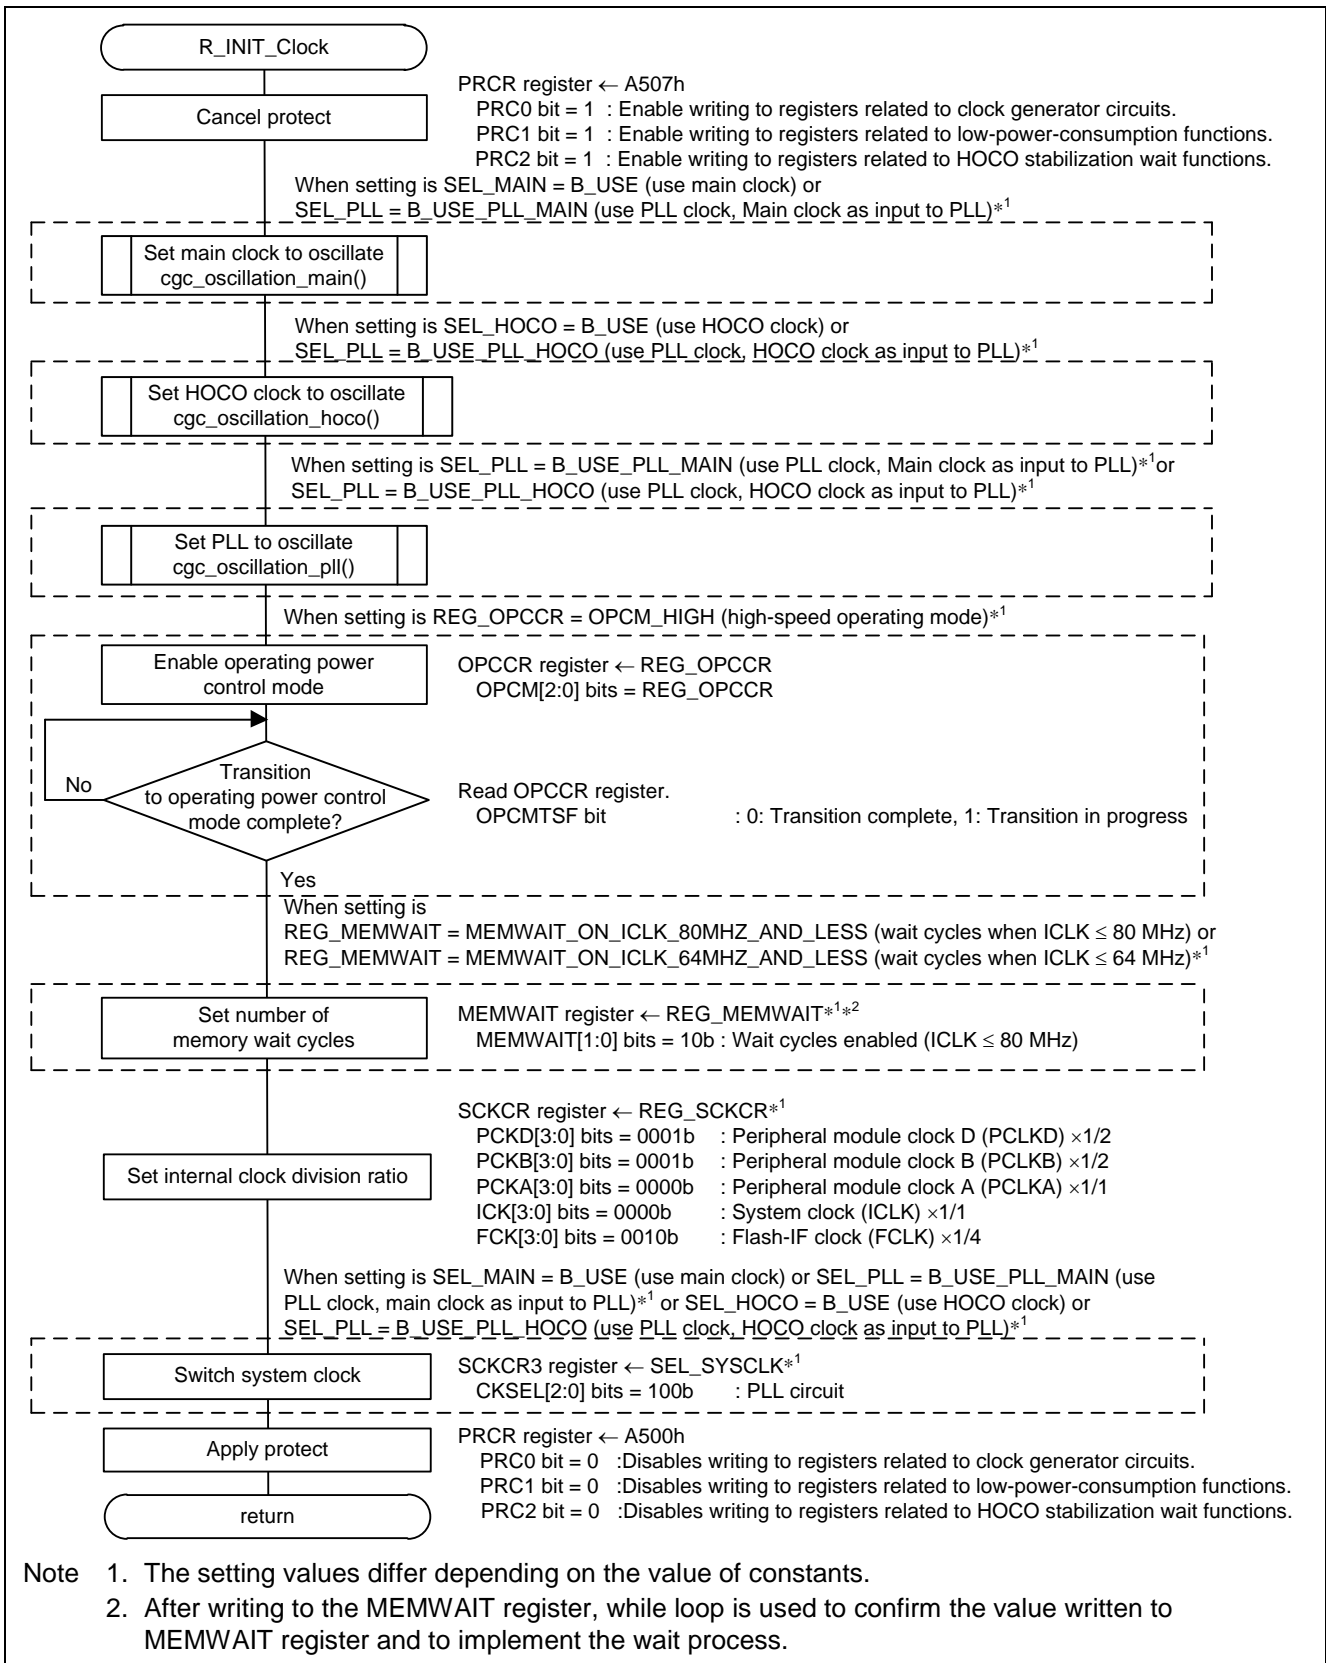 R_INIT_Clock
Cancel protect
PRCR register ← A507h
PRC0 bit = 1 : Enable writing to registers related to clock generator circuits.
PRC1 bit = 1 : Enable writing to registers related to low-power-consumption functions.
PRC2 bit = 1 : Enable writing to registers related to HOCO stabilization wait functions.
When setting is SEL_MAIN = B_USE (use main clock) or
SEL_PLL = B_USE_PLL_MAIN (use PLL clock, Main clock as input to PLL)*1
Set main clock to oscillate
cgc_oscillation_main()
When setting is SEL_HOCO = B_USE (use HOCO clock) or
SEL_PLL = B_USE_PLL_HOCO (use PLL clock, HOCO clock as input to PLL)*1
Set HOCO clock to oscillate
cgc_oscillation_hoco()
When setting is SEL_PLL = B_USE_PLL_MAIN (use PLL clock, Main clock as input to PLL)*1or
SEL_PLL = B_USE_PLL_HOCO (use PLL clock, HOCO clock as input to PLL)*1
Set PLL to oscillate
cgc_oscillation_pll()
When setting is REG_OPCCR = OPCM_HIGH (high-speed operating mode)*1
Enable operating power
control mode
OPCCR register ← REG_OPCCR
OPCM[2:0] bits = REG_OPCCR
No
Transition
to operating power control
mode complete?
Read OPCCR register.
OPCMTSF bit : 0: Transition complete, 1: Transition in progress
Yes
When setting is
REG_MEMWAIT = MEMWAIT_ON_ICLK_80MHZ_AND_LESS (wait cycles when ICLK ≤ 80 MHz) or
REG_MEMWAIT = MEMWAIT_ON_ICLK_64MHZ_AND_LESS (wait cycles when ICLK ≤ 64 MHz)*1
Set number of
memory wait cycles
MEMWAIT register ← REG_MEMWAIT*1*2
MEMWAIT[1:0] bits = 10b : Wait cycles enabled (ICLK ≤ 80 MHz)
Set internal clock division ratio
SCKCR register ← REG_SCKCR*1
PCKD[3:0] bits = 0001b : Peripheral module clock D (PCLKD) ×1/2
PCKB[3:0] bits = 0001b : Peripheral module clock B (PCLKB) ×1/2
PCKA[3:0] bits = 0000b : Peripheral module clock A (PCLKA) ×1/1
ICK[3:0] bits = 0000b : System clock (ICLK) ×1/1
FCK[3:0] bits = 0010b : Flash-IF clock (FCLK) ×1/4
When setting is SEL_MAIN = B_USE (use main clock) or SEL_PLL = B_USE_PLL_MAIN (use
PLL clock, main clock as input to PLL)*1 or SEL_HOCO = B_USE (use HOCO clock) or
SEL_PLL = B_USE_PLL_HOCO (use PLL clock, HOCO clock as input to PLL)*1
Switch system clock
SCKCR3 register ← SEL_SYSCLK*1
CKSEL[2:0] bits = 100b : PLL circuit
Apply protect
PRCR register ← A500h
PRC0 bit = 0 :Disables writing to registers related to clock generator circuits.
PRC1 bit = 0 :Disables writing to registers related to low-power-consumption functions.
PRC2 bit = 0 :Disables writing to registers related to HOCO stabilization wait functions.
return
Note 1. The setting values differ depending on the value of constants.
2. After writing to the MEMWAIT register, while loop is used to confirm the value written to
MEMWAIT register and to implement the wait process.